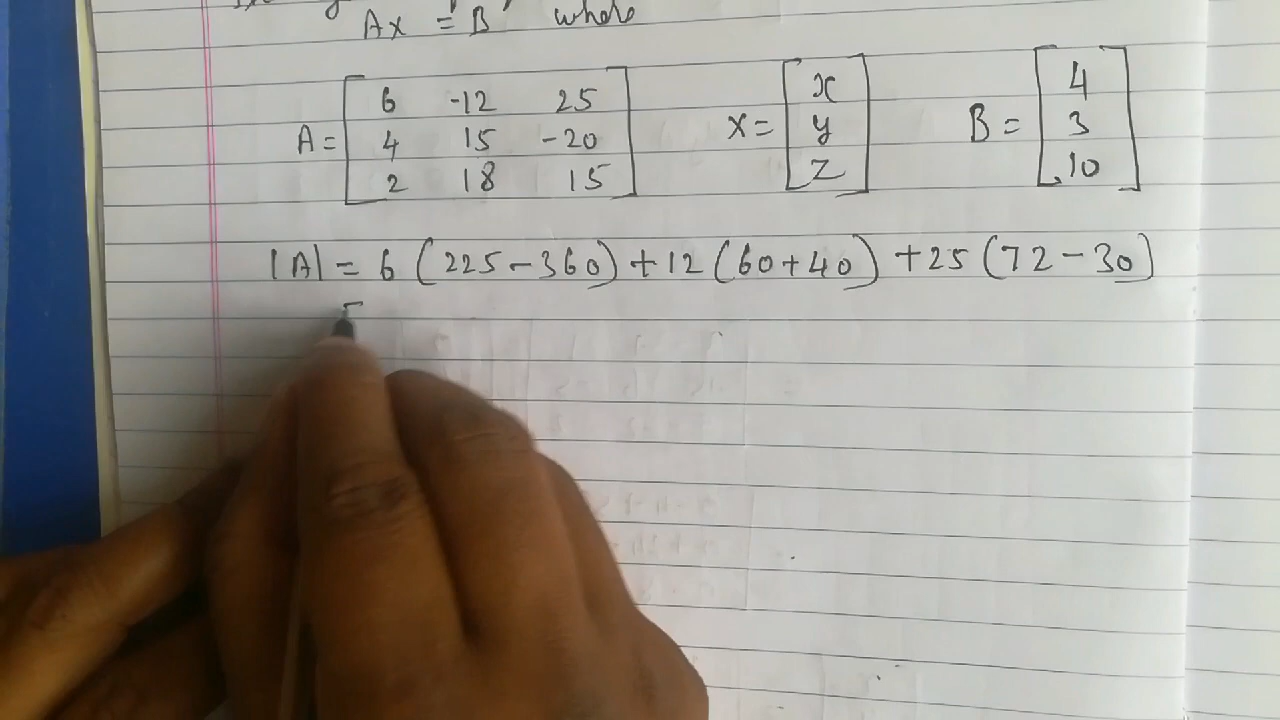 AX = B, where
A = [6 -12 25 X = [x B = [4
4 15 -20 y 3
2 18 15] z] 10]
|A| = 6 (225 - 360) + 12 (60 + 40) + 25 (72 - 30)
=